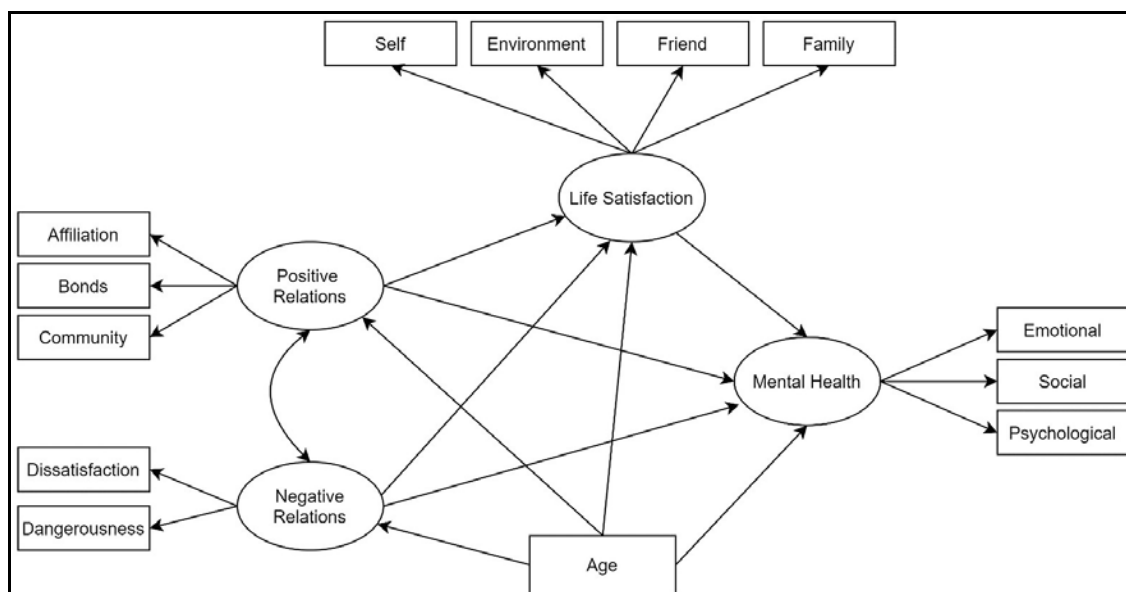 Self
Environment
Friend
Family
Life Satisfaction
Affiliation
Bonds
Community
Positive
Relations
Mental Health
Emotional
Social
Psychological
Dissatisfaction
Dangerousness
Negative
Relations
Age